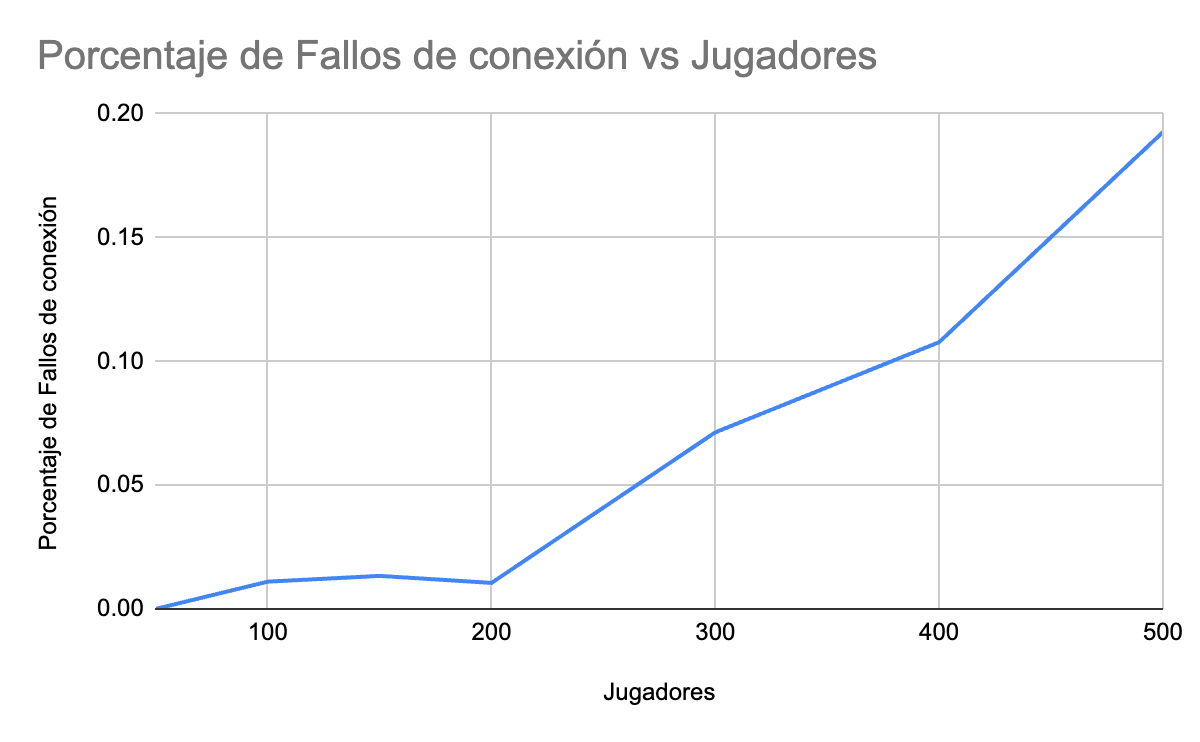 Porcentaje de Fallos de conexión vs Jugadores
0.20
0.15
0.10
0.05
0.00
Porcentaje de Fallos de conexión
100 200 300 400 500
Jugadores